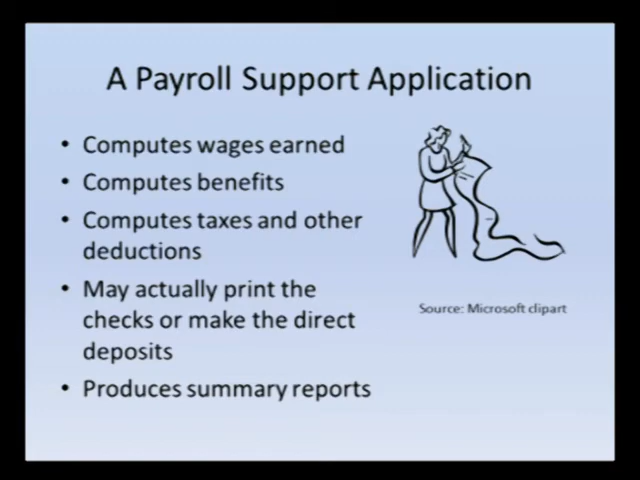 A Payroll Support Application
• Computes wages earned
• Computes benefits
• Computes taxes and other
deductions
• May actually print the
checks or make the direct
deposits
• Produces summary reports
Source: Microsoft clipart